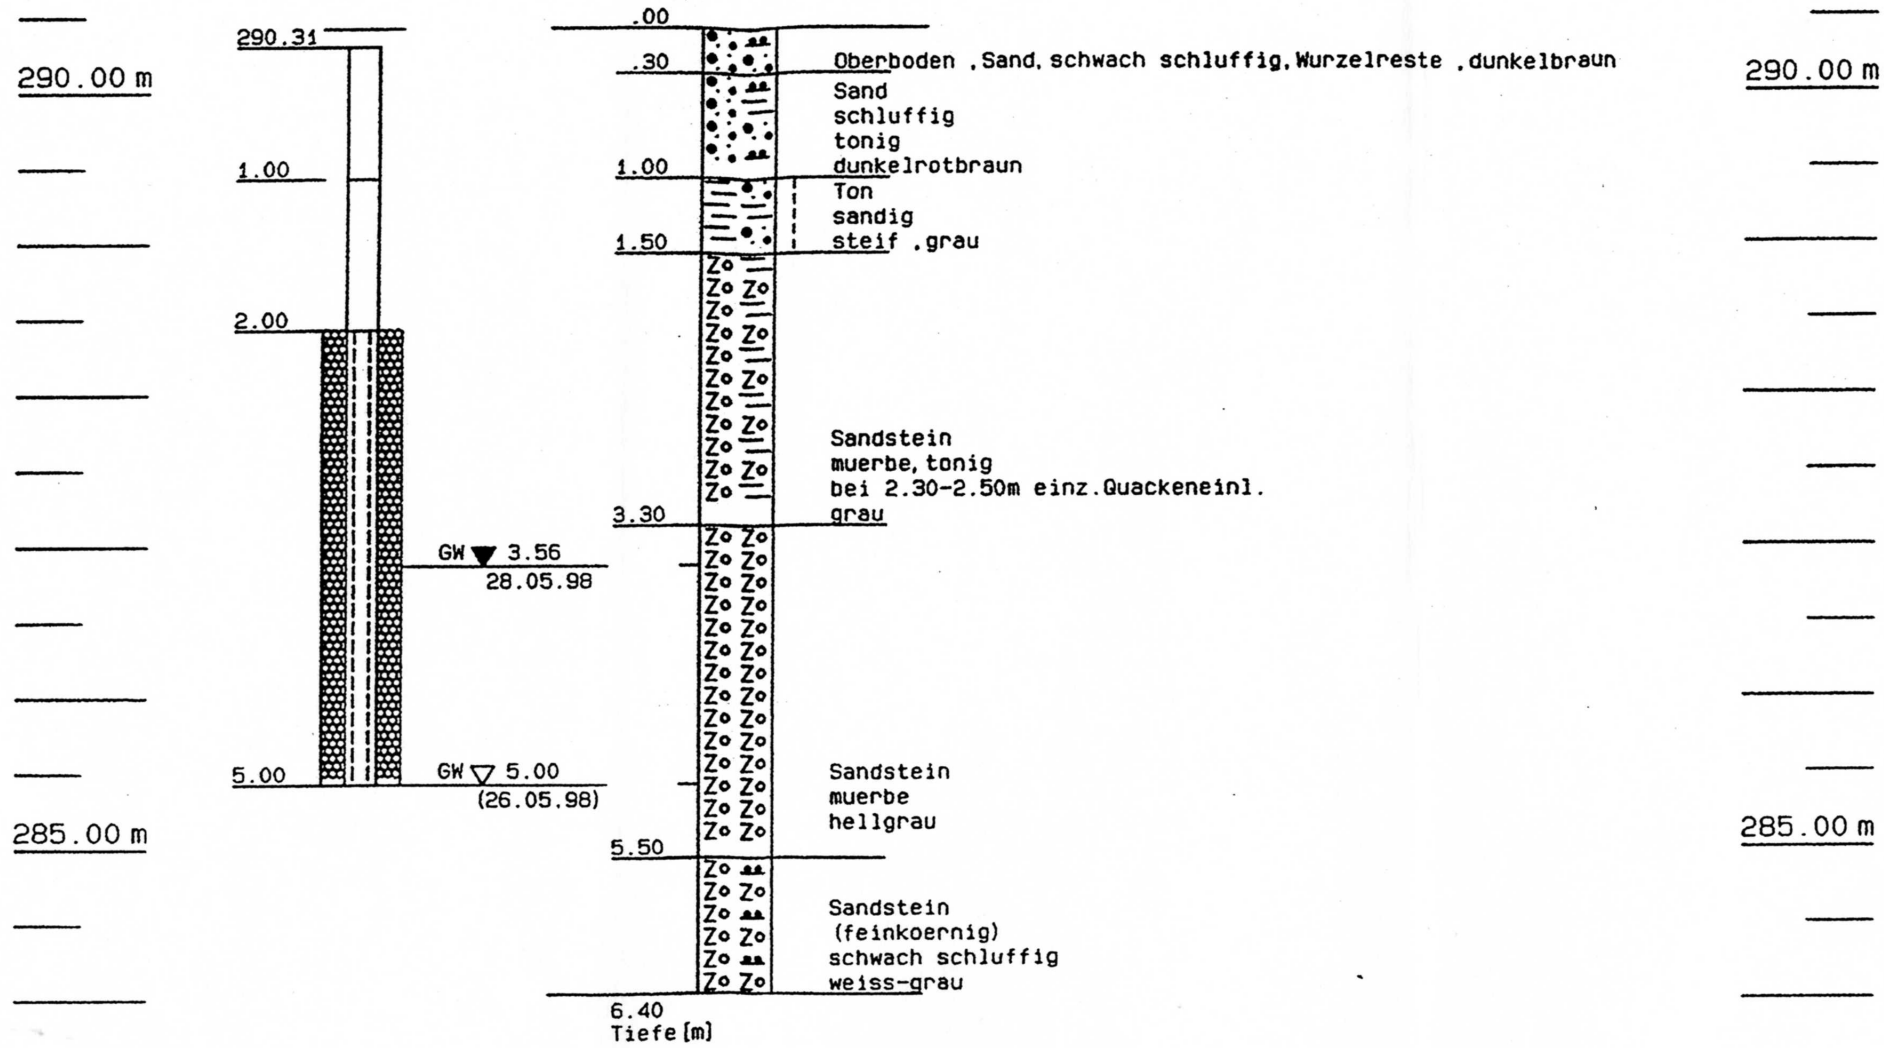 .00
290.31
.30
Oberboden ,Sand, schwach schluffig,Wurzelreste ,dunkelbraun
290.00 m
290.00 m
Sand
schluffig
tonig
dunkelrotbraun
1.00
1.00
Ton
sandig
steif ,grau
1.50
2.00
Sandstein
muerbe,tonig
bei 2.30-2.50m einz.Quackeneinl.
grau
3.30
GW 3.56
28.05.98
5.00
GW 5.00
(26.05.98)
Sandstein
muerbe
hellgrau
285.00 m
285.00 m
5.50
Sandstein
(feinkoernig)
schwach schluffig
weiss-grau
6.40
Tiefe [m]